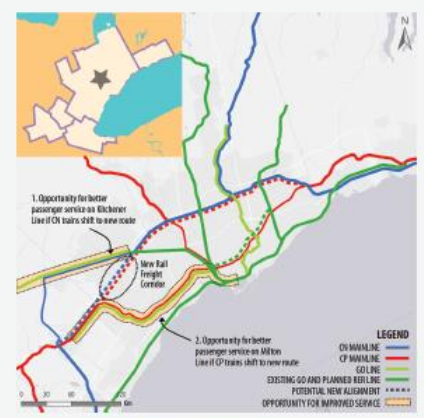 N
1. Opportunity for better
passenger service on Kitchener
Line if CN trains shift to new route
New Rail
Freight
Corridor
2. Opportunity for better
passenger service on Milton
Line if CP trains shift to new route
LEGEND
CN MAINLINE
CP MAINLINE
GO LINE
EXISTING GO AND PLANNED RER LINE
POTENTIAL NEW ALIGNMENT
OPPORTUNITY FOR IMPROVED SERVICE